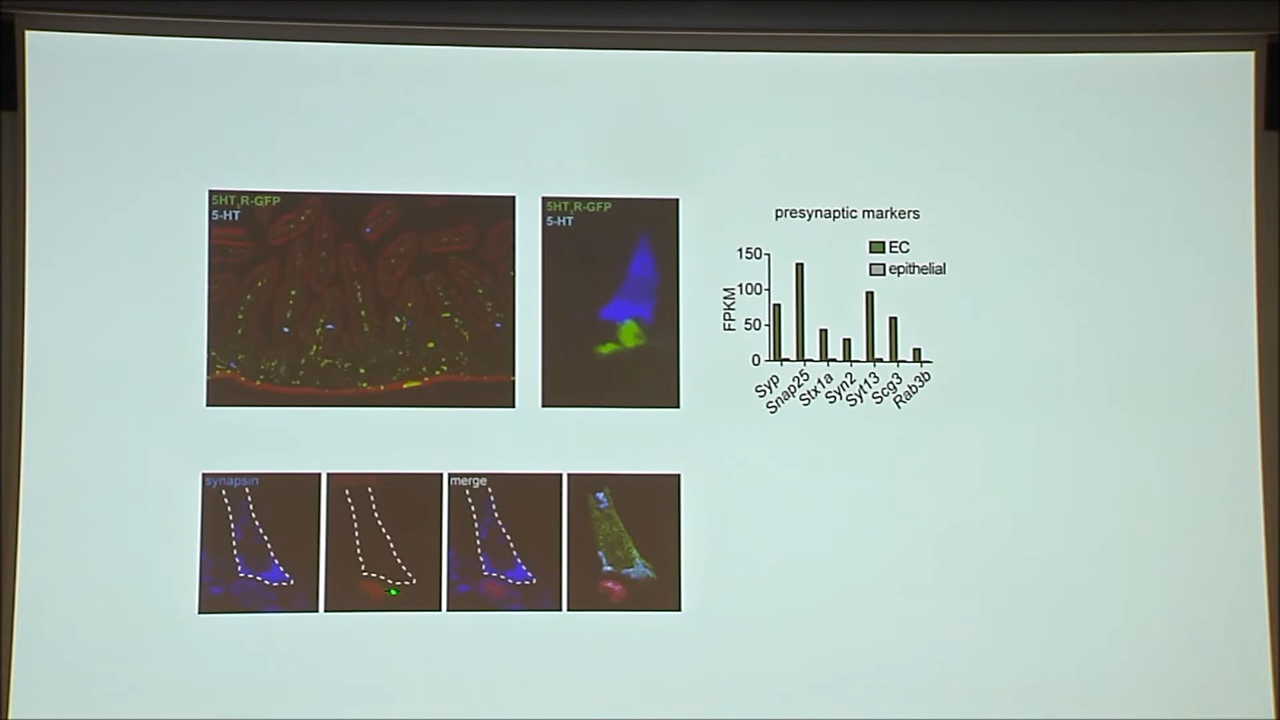 5HT3R-GFP
5-HT
5HT3R-GFP
5-HT
presynaptic markers
EC
epithelial
150
100
50
0
FPKM
Syp
Snap25
Stx1a
Syn2
Syt13
Scg3
Rab3b
synapsin
merge